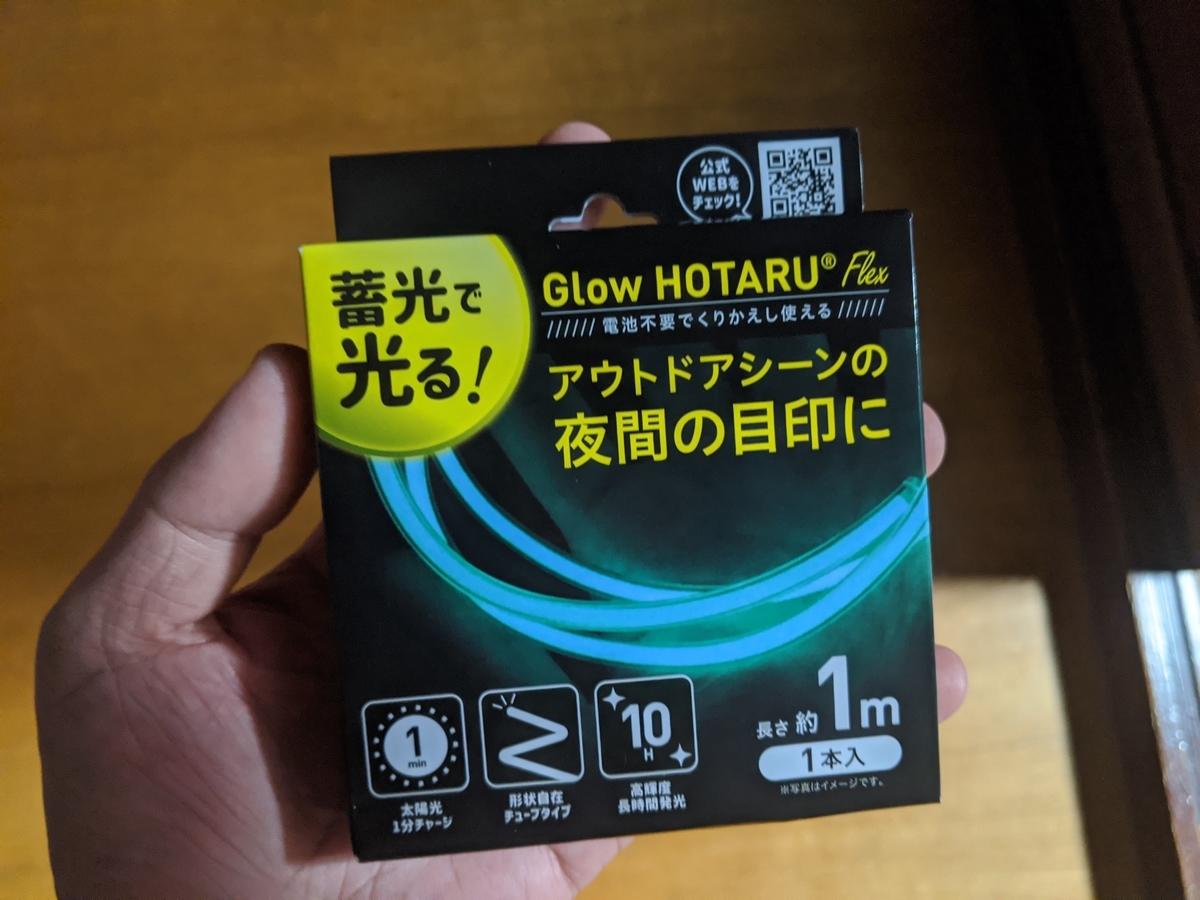 公式
WEBを
チェック!
蓄光で
光る!
Glow HOTARU® Flex
////// 電池不要でくりかえし使える //////
アウトドアシーンの
夜間の目印に
1
min
太陽光
1分チャージ
形状自在
チューブタイプ
10
H
高輝度
長時間発光
長さ 約1m
1本入
※写真はイメージです。